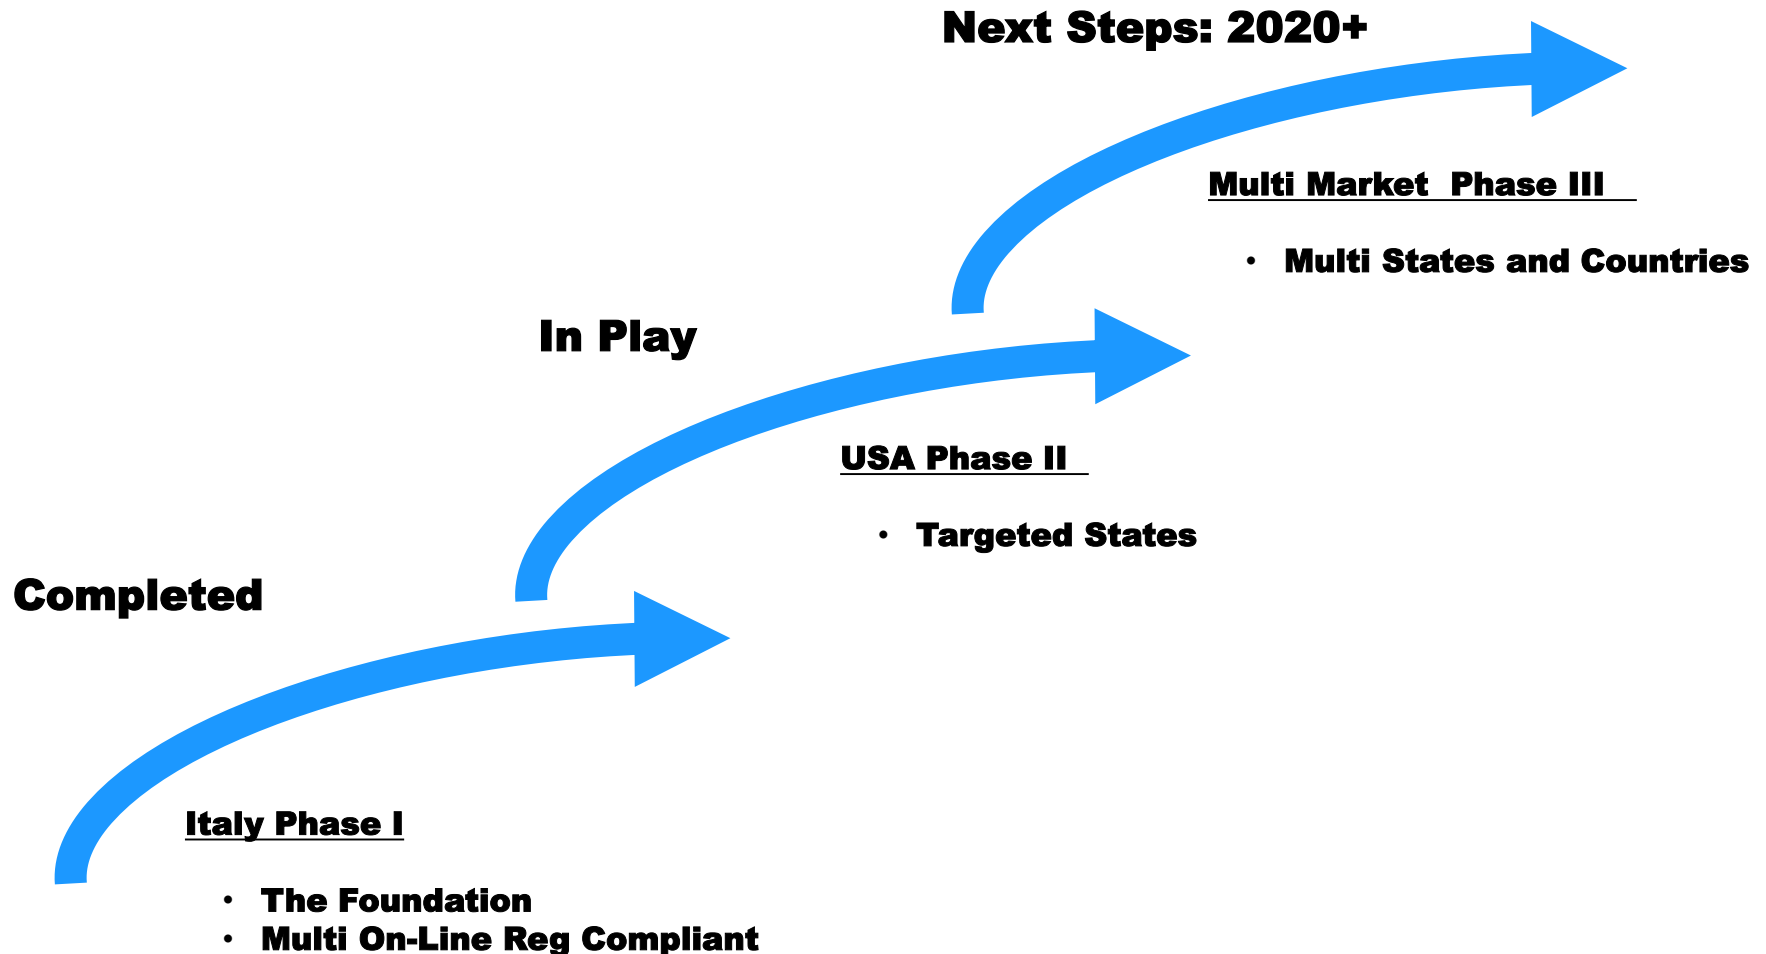 Next Steps: 2020+
Multi Market Phase III
• Multi States and Countries
In Play
USA Phase II
• Targeted States
Completed
Italy Phase I
• The Foundation
• Multi On-Line Reg Compliant